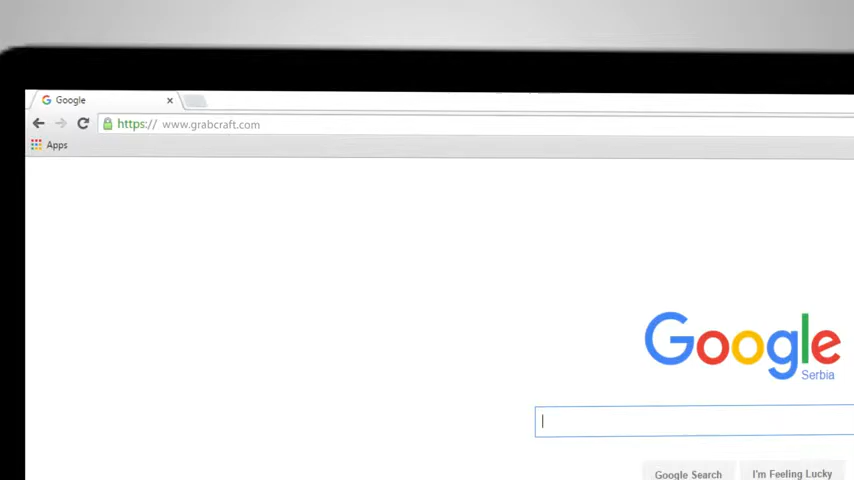 Google
https:// www.grabcraft.com
Apps
Google
Serbia
Google Search
I'm Feeling Lucky